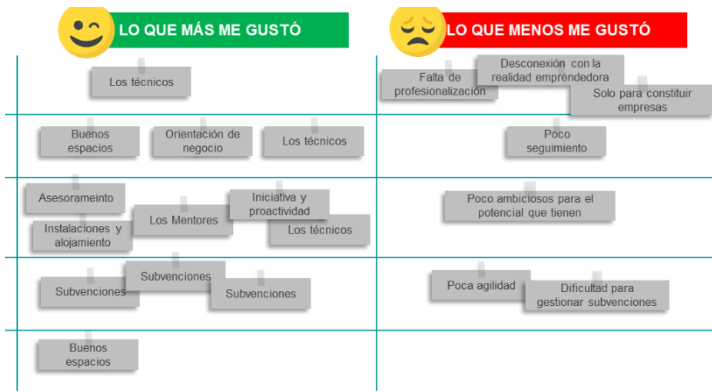 LO QUE MÁS ME GUSTÓ
LO QUE MENOS ME GUSTÓ
Los técnicos
Falta de
profesionalización
Desconexión con la
realidad emprendedora
Solo para constituir
empresas
Buenos
espacios
Orientación de
negocio
Los técnicos
Poco
seguimiento
Asesorameinto
Instalaciones y
alojamiento
Los Mentores
Iniciativa y
proactividad
Los técnicos
Poco ambiciosos para el
potencial que tienen
Subvenciones
Subvenciones
Subvenciones
Poca agilidad
Dificultad para
gestionar subvenciones
Buenos
espacios